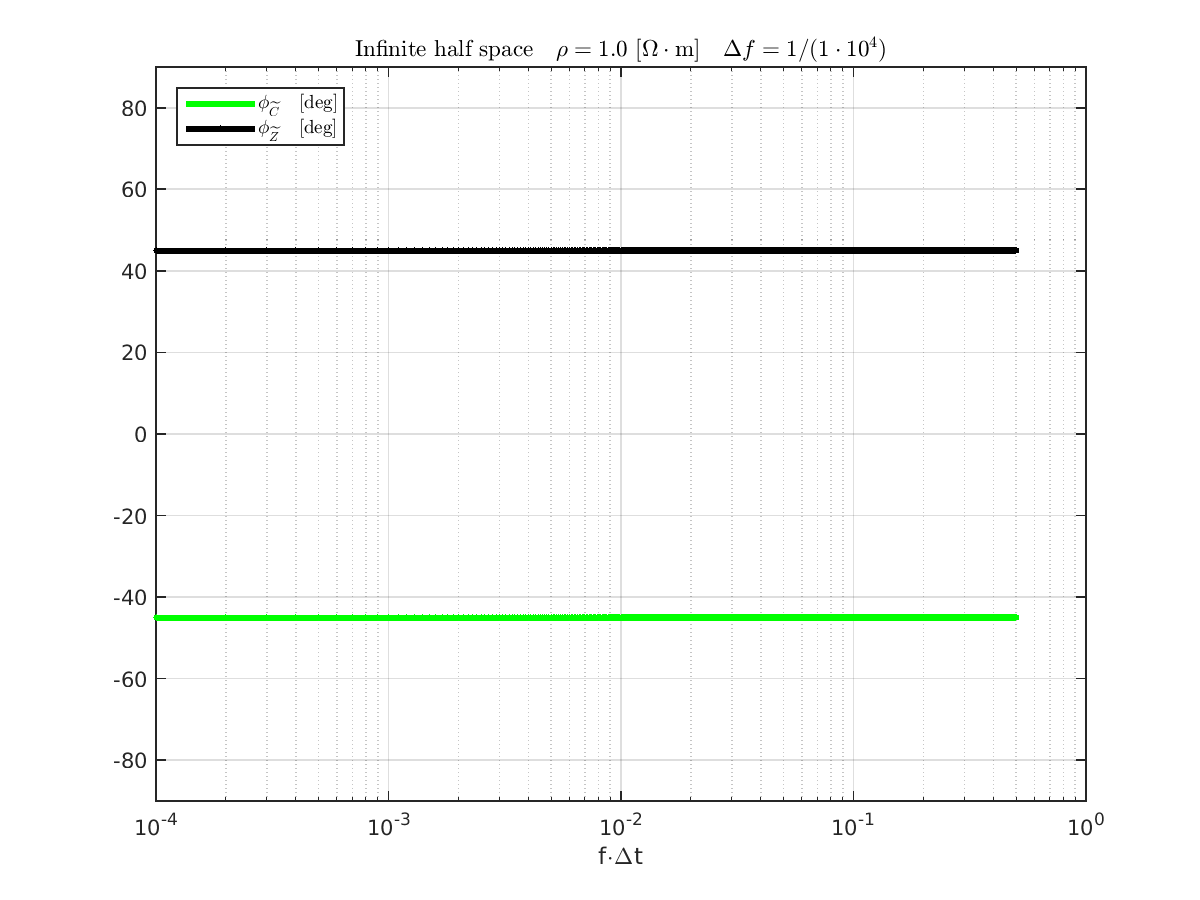 Infinite half space ρ = 1.0 [Ω · m] Δf = 1/(1 · 10⁴)
ϕ_C̃ [deg]
ϕ_Z̃ [deg]
80
60
40
20
0
-20
-40
-60
-80
10⁻⁴ 10⁻³ 10⁻² 10⁻¹ 10⁰
f·Δt